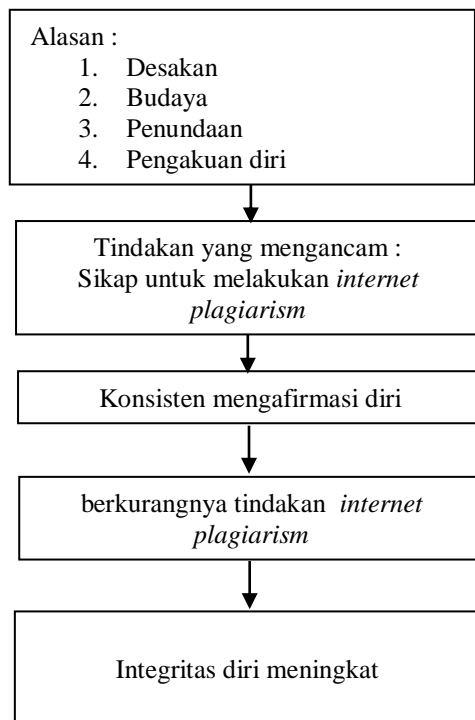 Alasan :
1. Desakan
2. Budaya
3. Penundaan
4. Pengakuan diri
Tindakan yang mengancam :
Sikap untuk melakukan internet
plagiarism
Konsisten mengafirmasi diri
berkurangnya tindakan internet
plagiarism
Integritas diri meningkat